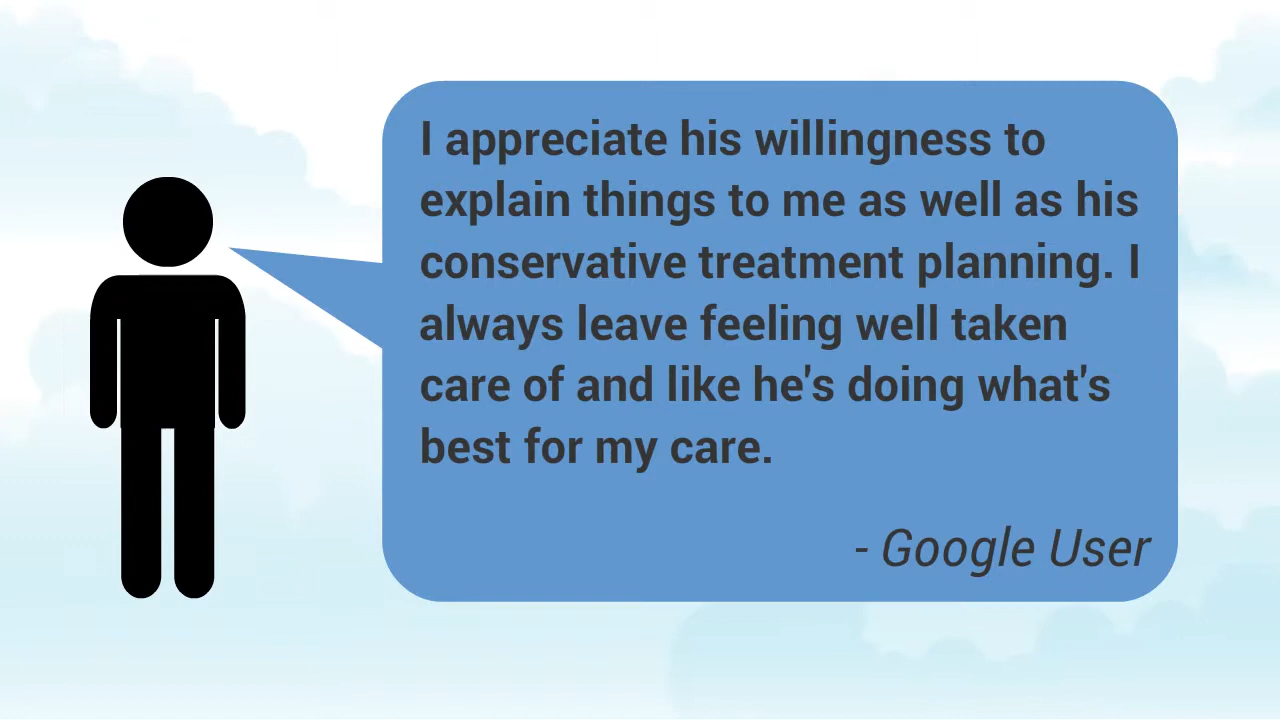 I appreciate his willingness to
explain things to me as well as his
conservative treatment planning. I
always leave feeling well taken
care of and like he's doing what's
best for my care.
- Google User